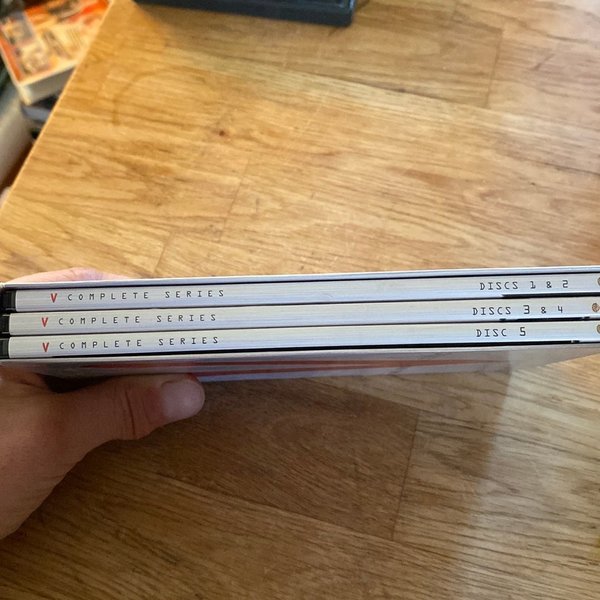 V COMPLETE SERIES DISCS 1 & 2
V COMPLETE SERIES DISCS 3 & 4
V COMPLETE SERIES DISC 5